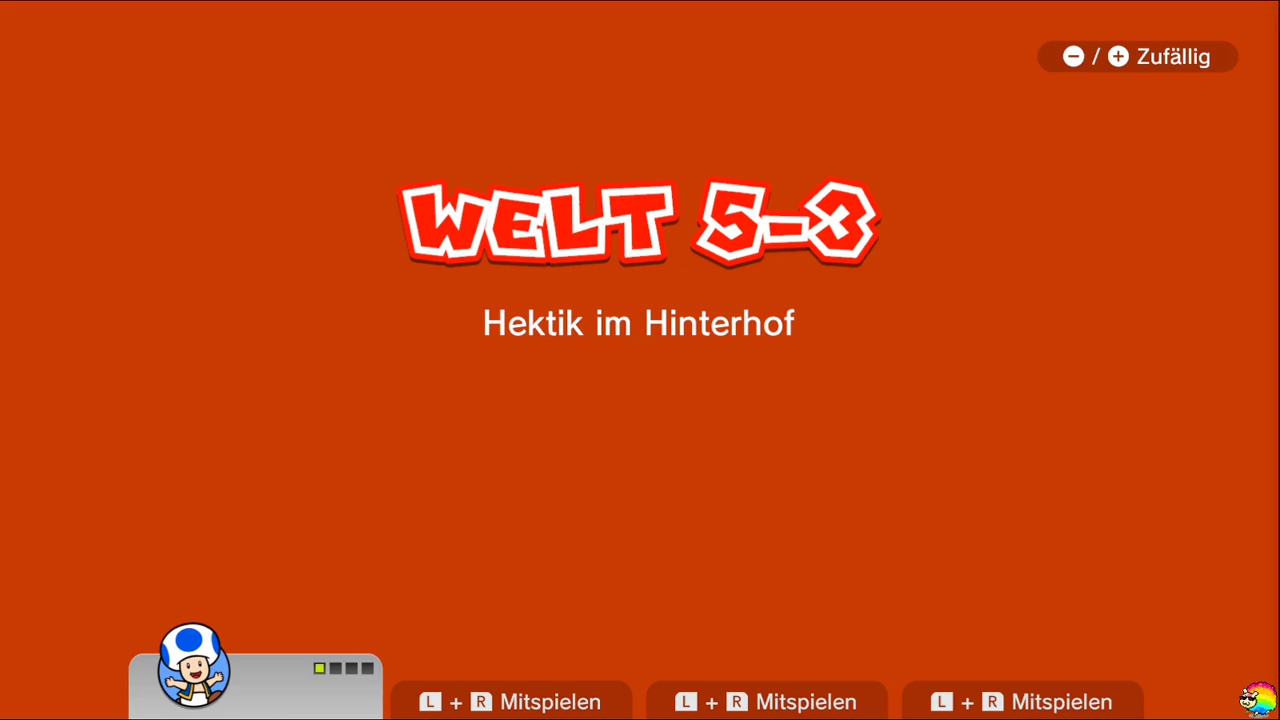 − / + Zufällig
WELT 5-3
Hektik im Hinterhof
L + R Mitspielen
L + R Mitspielen
L + R Mitspielen